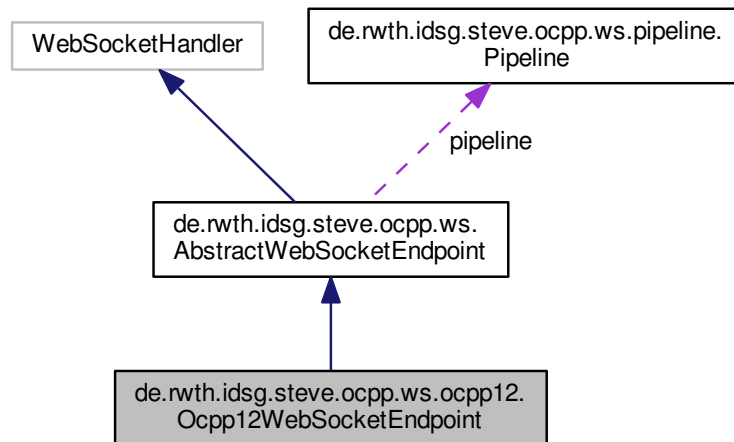 WebSocketHandler
de.rwth.idsg.steve.ocpp.ws.pipeline.
Pipeline
pipeline
de.rwth.idsg.steve.ocpp.ws.
AbstractWebSocketEndpoint
de.rwth.idsg.steve.ocpp.ws.ocpp12.
Ocpp12WebSocketEndpoint